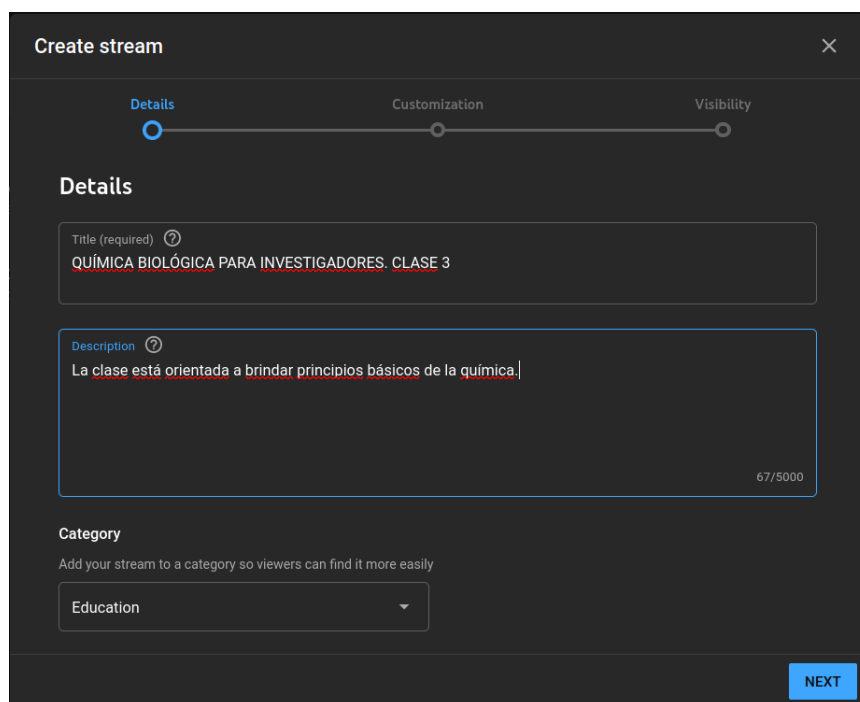 Create stream
Details Customization Visibility
Details
Title (required)
QUÍMICA BIOLÓGICA PARA INVESTIGADORES. CLASE 3
Description
La clase está orientada a brindar principios básicos de la química.
67/5000
Category
Add your stream to a category so viewers can find it more easily
Education
NEXT